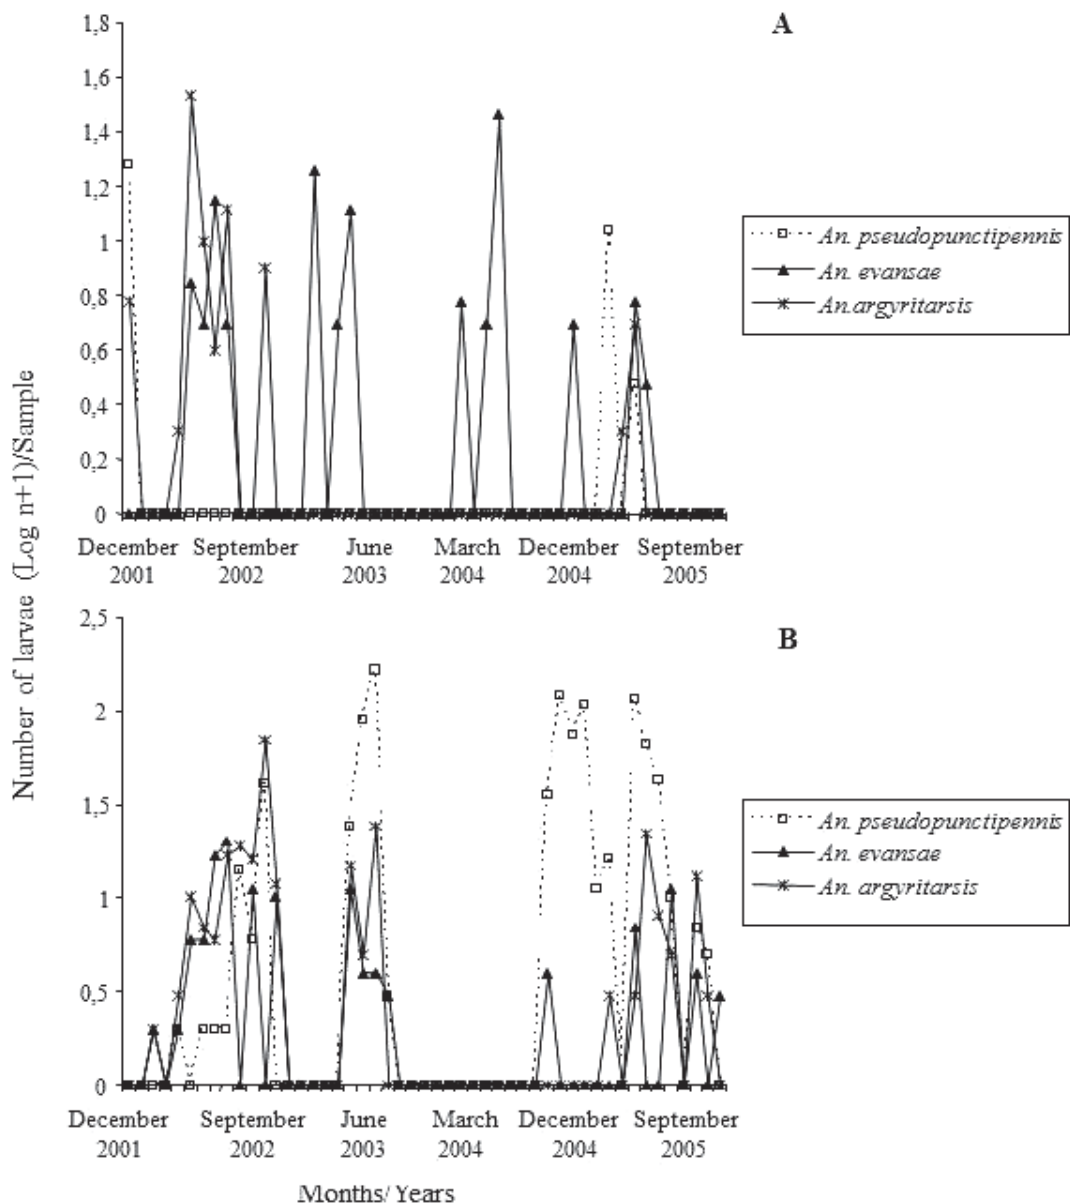 Number of larvae (Log n+1)/Sample
A
1,8
1,6
1,4
1,2
1
0,8
0,6
0,4
0,2
0
December 2001
September 2002
June 2003
March 2004
December 2004
September 2005
An. pseudopunctipennis
An. evansae
An.argyritarsis
B
2,5
2
1,5
1
0,5
0
December 2001
September 2002
June 2003
March 2004
December 2004
September 2005
An. pseudopunctipennis
An. evansae
An. argyritarsis
Months/Years